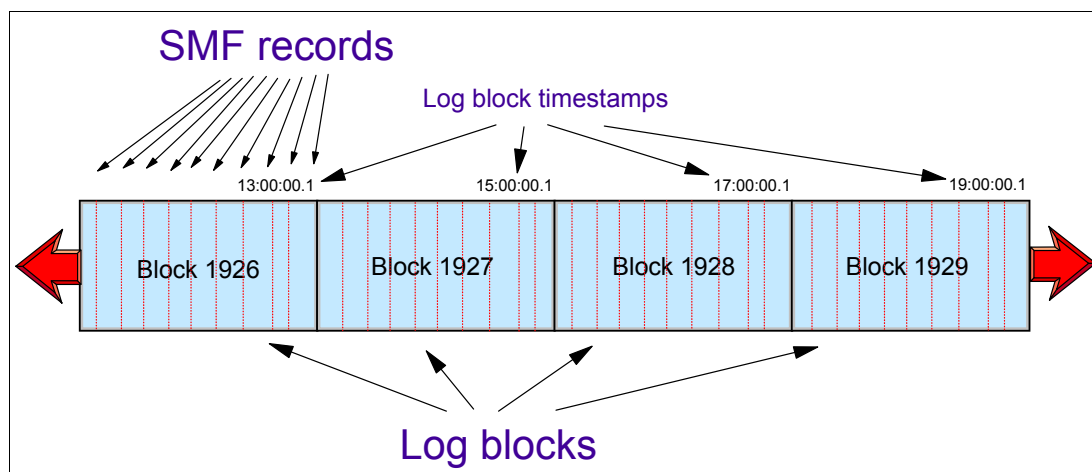 SMF records
Log block timestamps
13:00:00.1 15:00:00.1 17:00:00.1 19:00:00.1
Block 1926 Block 1927 Block 1928 Block 1929
Log blocks